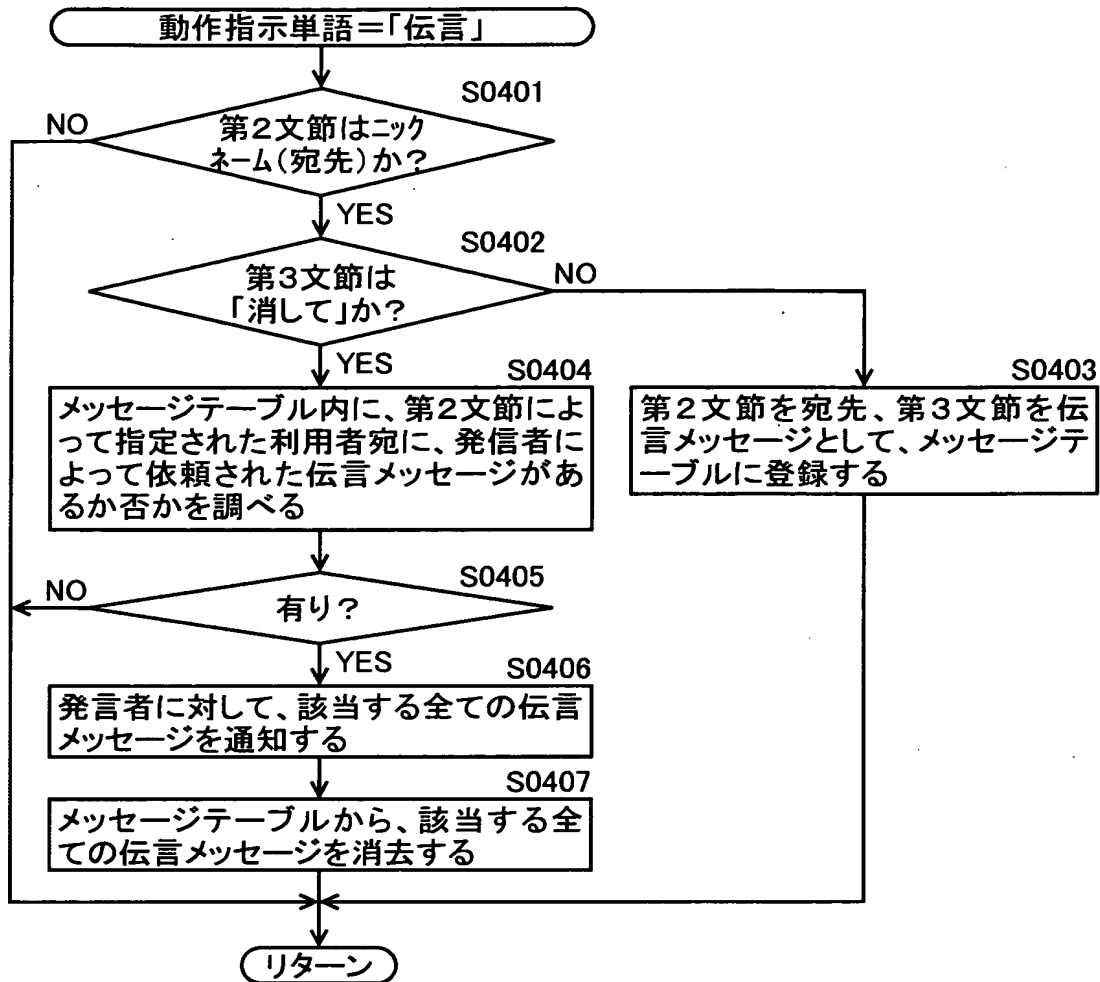 動作指示単語＝「伝言」
S0401
NO
第2文節はニック
ネーム(宛先)か？
YES
S0402
第3文節は
「消して」か？
NO
YES
S0404
メッセージテーブル内に、第2文節によ
って指定された利用者宛に、発信者に
よって依頼された伝言メッセージがあ
るか否かを調べる
S0403
第2文節を宛先、第3文節を伝
言メッセージとして、メッセージテ
ーブルに登録する
S0405
NO
有り？
YES
S0406
発言者に対して、該当する全ての伝言
メッセージを通知する
S0407
メッセージテーブルから、該当する全
ての伝言メッセージを消去する
リターン